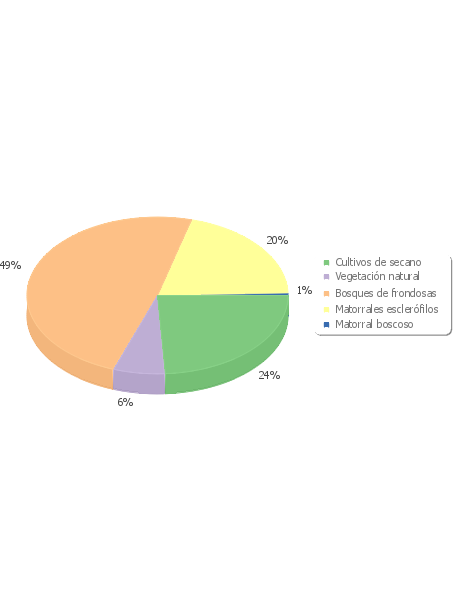 20%
49%
1%
24%
6%
Cultivos de secano
Vegetación natural
Bosques de frondosas
Matorrales esclerófilos
Matorral boscoso